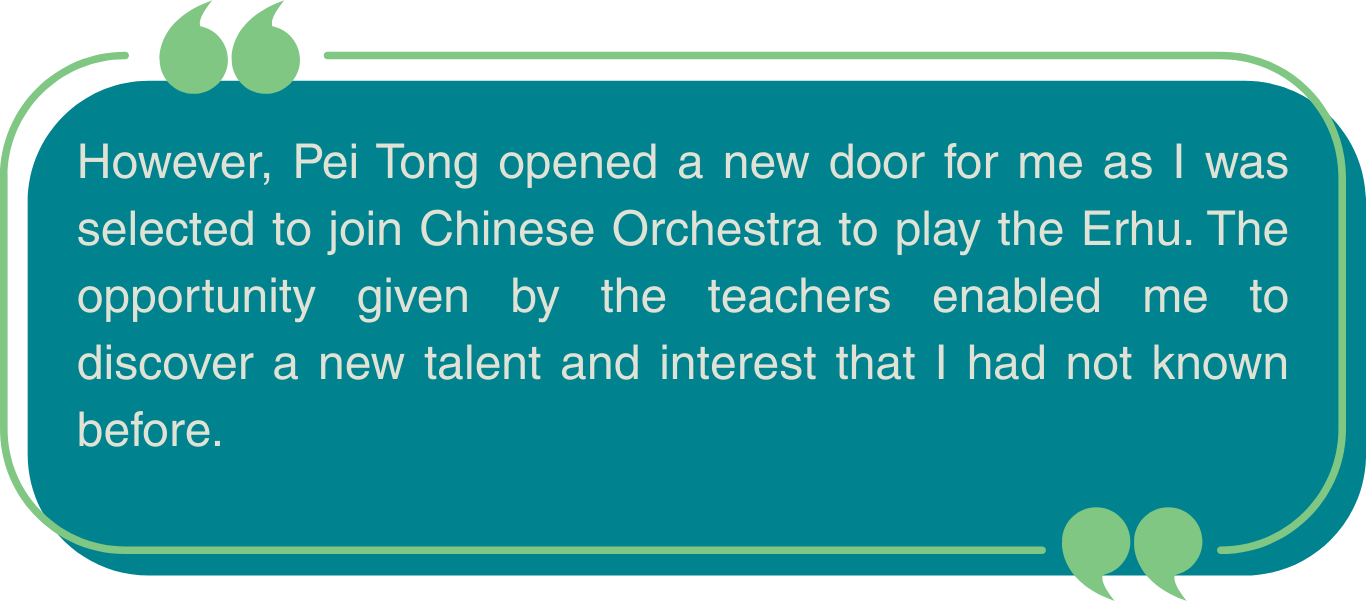 However, Pei Tong opened a new door for me as I was
selected to join Chinese Orchestra to play the Erhu. The
opportunity given by the teachers enabled me to
discover a new talent and interest that I had not known
before.